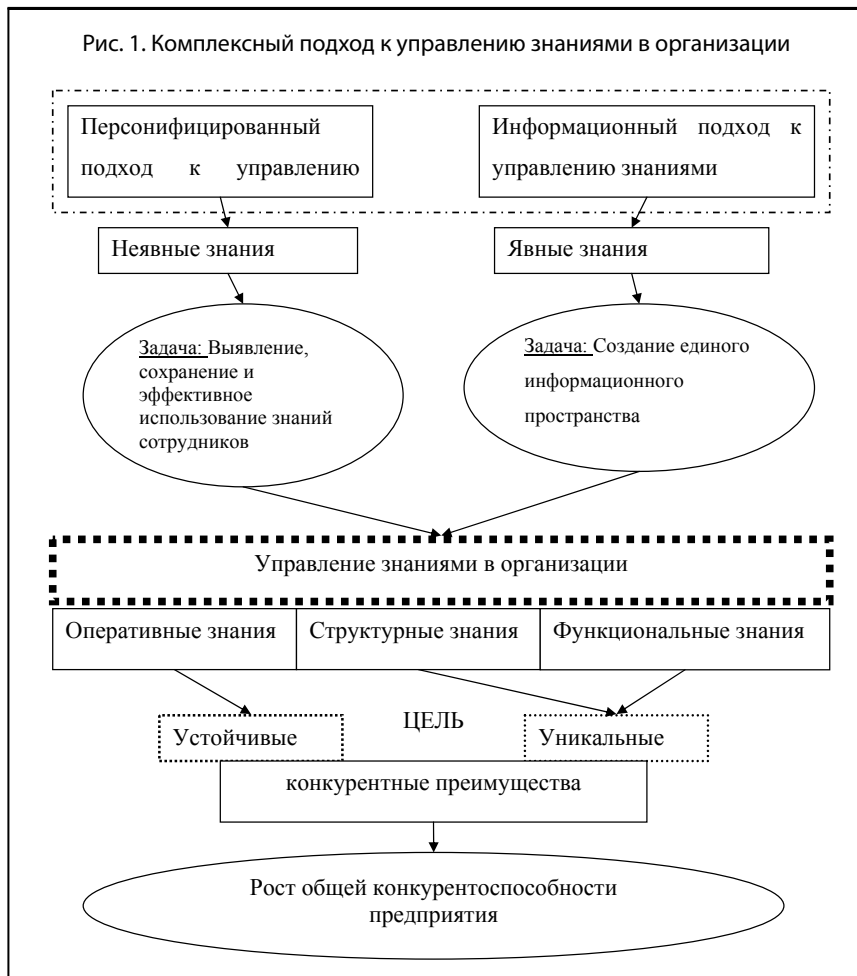 Рис. 1. Комплексный подход к управлению знаниями в организации
Персонифицированный
подход к управлению
Информационный подход к
управлению знаниями
Неявные знания
Явные знания
Задача: Выявление,
сохранение и
эффективное
использование знаний
сотрудников
Задача: Создание единого
информационного
пространства
Управление знаниями в организации
Оперативные знания
Структурные знания
Функциональные знания
ЦЕЛЬ
Устойчивые
Уникальные
конкурентные преимущества
Рост общей конкурентоспособности
предприятия